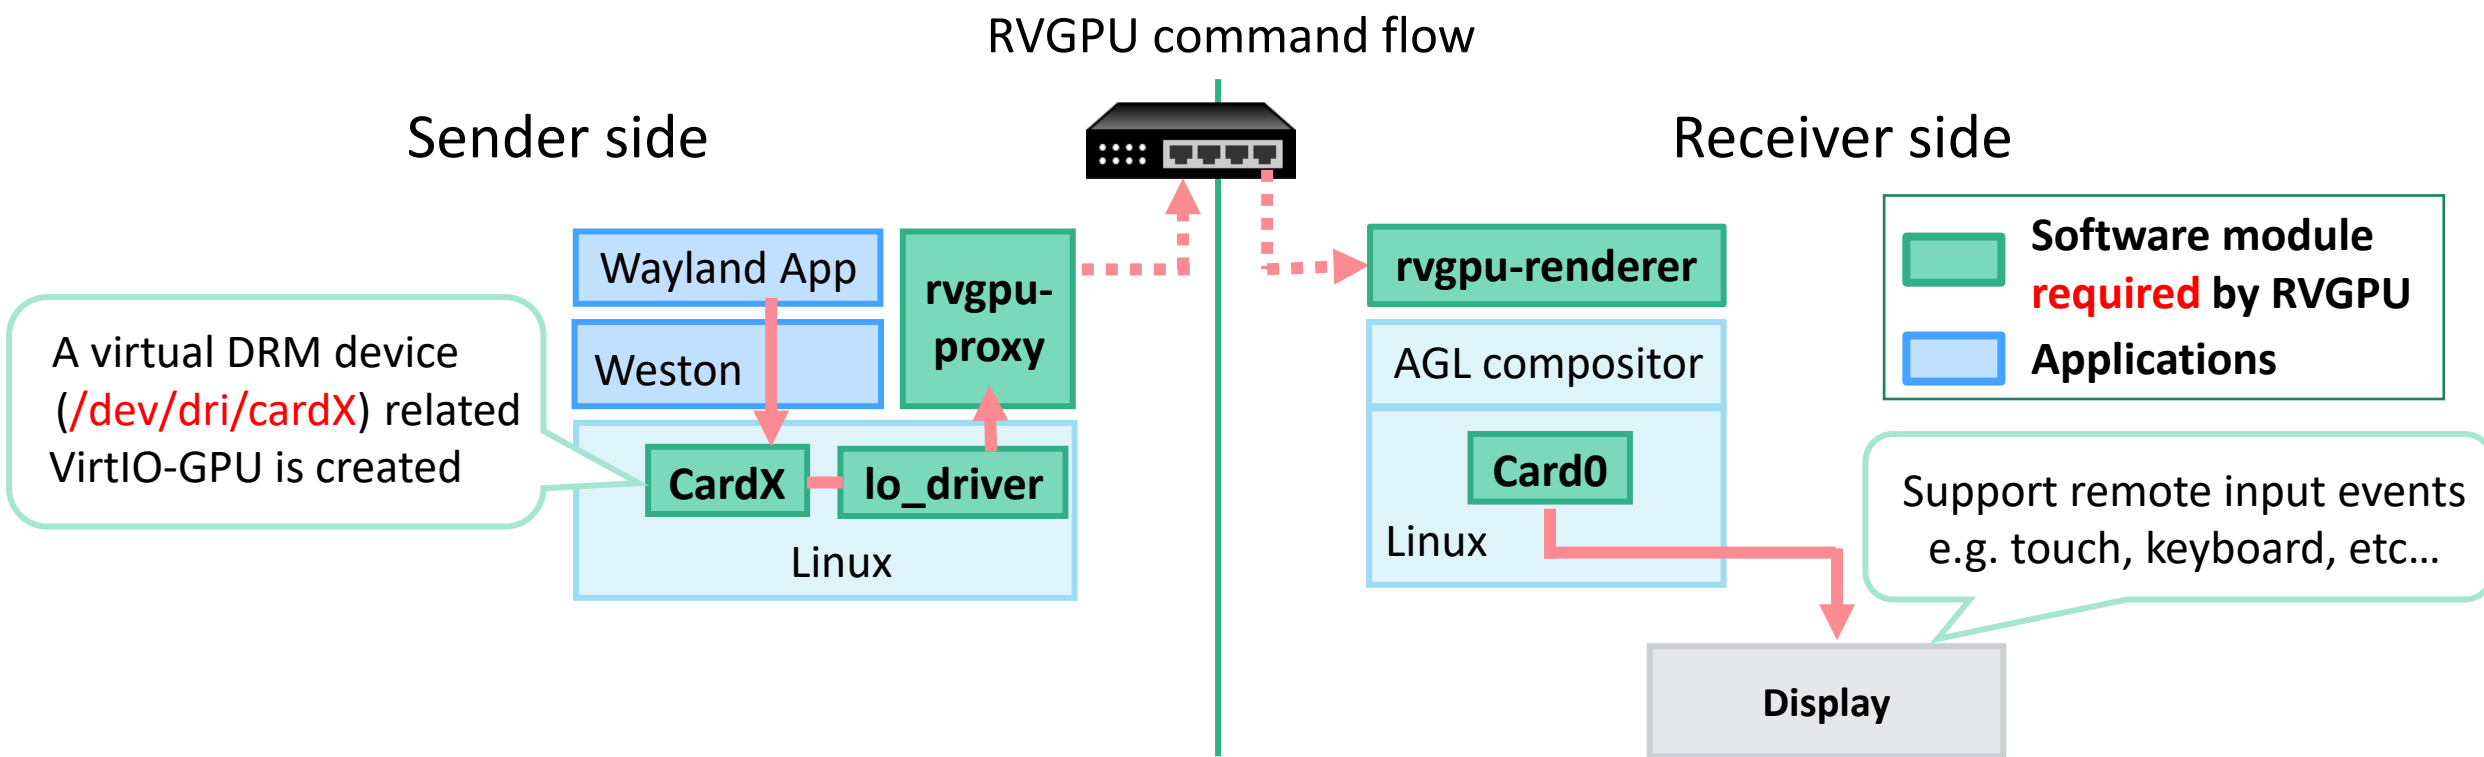 RVGPU command flow
Sender side
Receiver side
Wayland App
Weston
rvgpu-
proxy
A virtual DRM device
(/dev/dri/cardX) related
VirtIO-GPU is created
CardX
lo_driver
Linux
rvgpu-renderer
AGL compositor
Card0
Linux
Software module
required by RVGPU
Applications
Support remote input events
e.g. touch, keyboard, etc...
Display